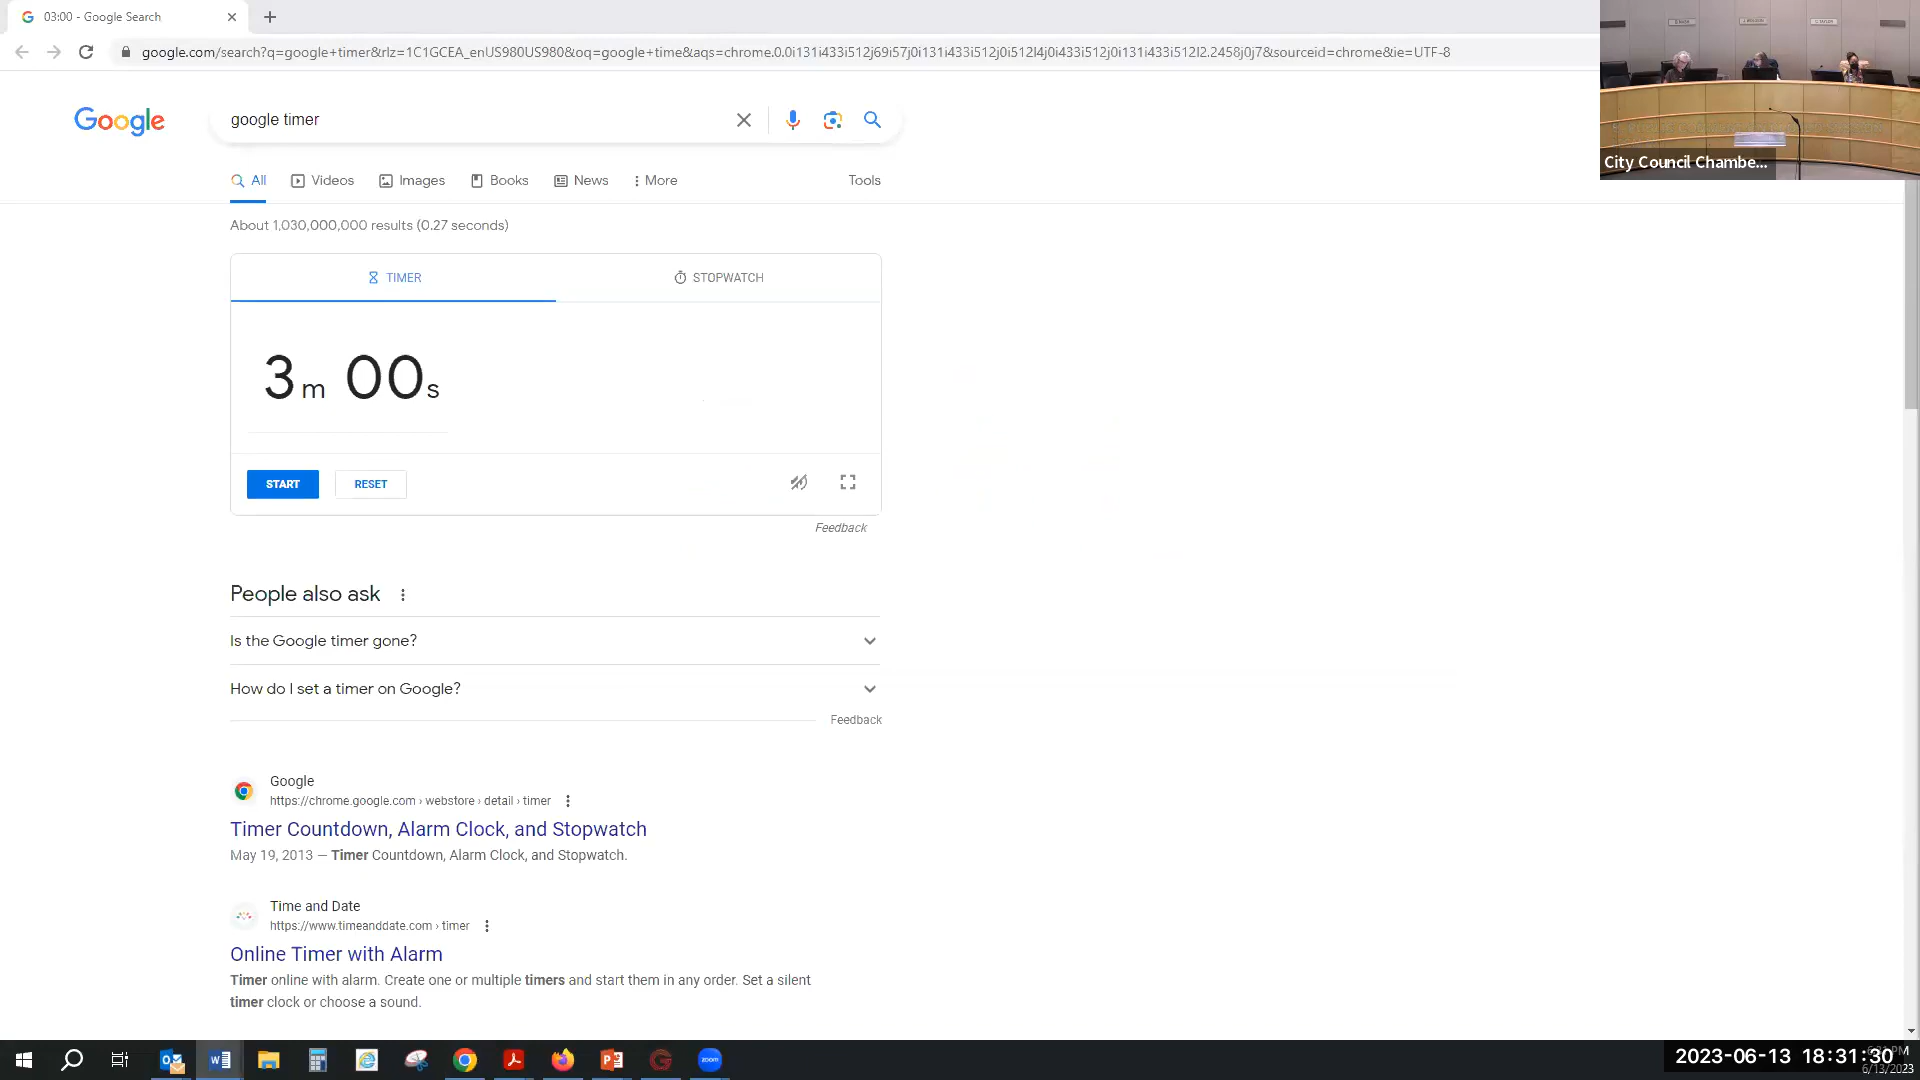 03:00 - Google Search
google.com/search?q=google+timer&rlz=1C1GCEA_enUS980US980&oq=google+time&aqs=chrome.0.0i131i433i512j69i57j0i131i433i512j0i512l4j0i433i512j0i131i433i512l2.2458j0j7&sourceid=chrome&ie=UTF-8
City Council Chambe...
Google
google timer
All
Videos
Images
Books
News
More
Tools
About 1,030,000,000 results (0.27 seconds)
TIMER
STOPWATCH
3 m 00 s
START
RESET
Feedback
People also ask
Is the Google timer gone?
How do I set a timer on Google?
Feedback
Google
https://chrome.google.com › webstore › detail › timer
Timer Countdown, Alarm Clock, and Stopwatch
May 19, 2013 — Timer Countdown, Alarm Clock, and Stopwatch.
Time and Date
https://www.timeanddate.com › timer
Online Timer with Alarm
Timer online with alarm. Create one or multiple timers and start them in any order. Set a silent
timer clock or choose a sound.
zoom
2023-06-13 18:31:30
6/13/2023